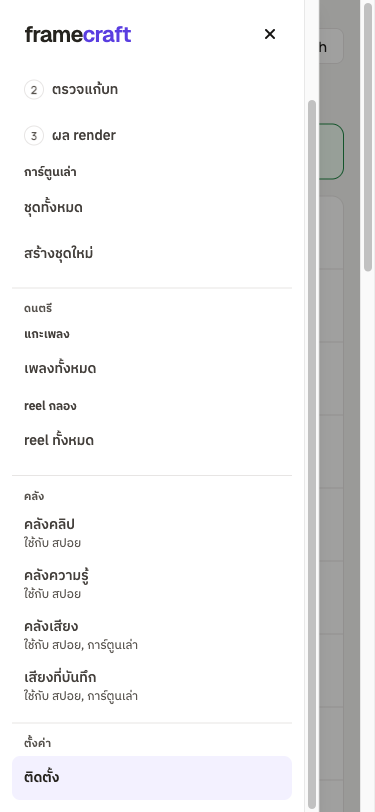 framecraft
h
2 ตรวจแก้บท
3 ผล render
การ์ตูนเล่า
ชุดทั้งหมด
สร้างชุดใหม่
ดนตรี
แกะเพลง
เพลงทั้งหมด
reel กลอง
reel ทั้งหมด
คลัง
คลังคลิป
ใช้กับ สปอย
คลังความรู้
ใช้กับ สปอย
คลังเสียง
ใช้กับ สปอย, การ์ตูนเล่า
เสียงที่บันทึก
ใช้กับ สปอย, การ์ตูนเล่า
ตั้งค่า
ติดตั้ง